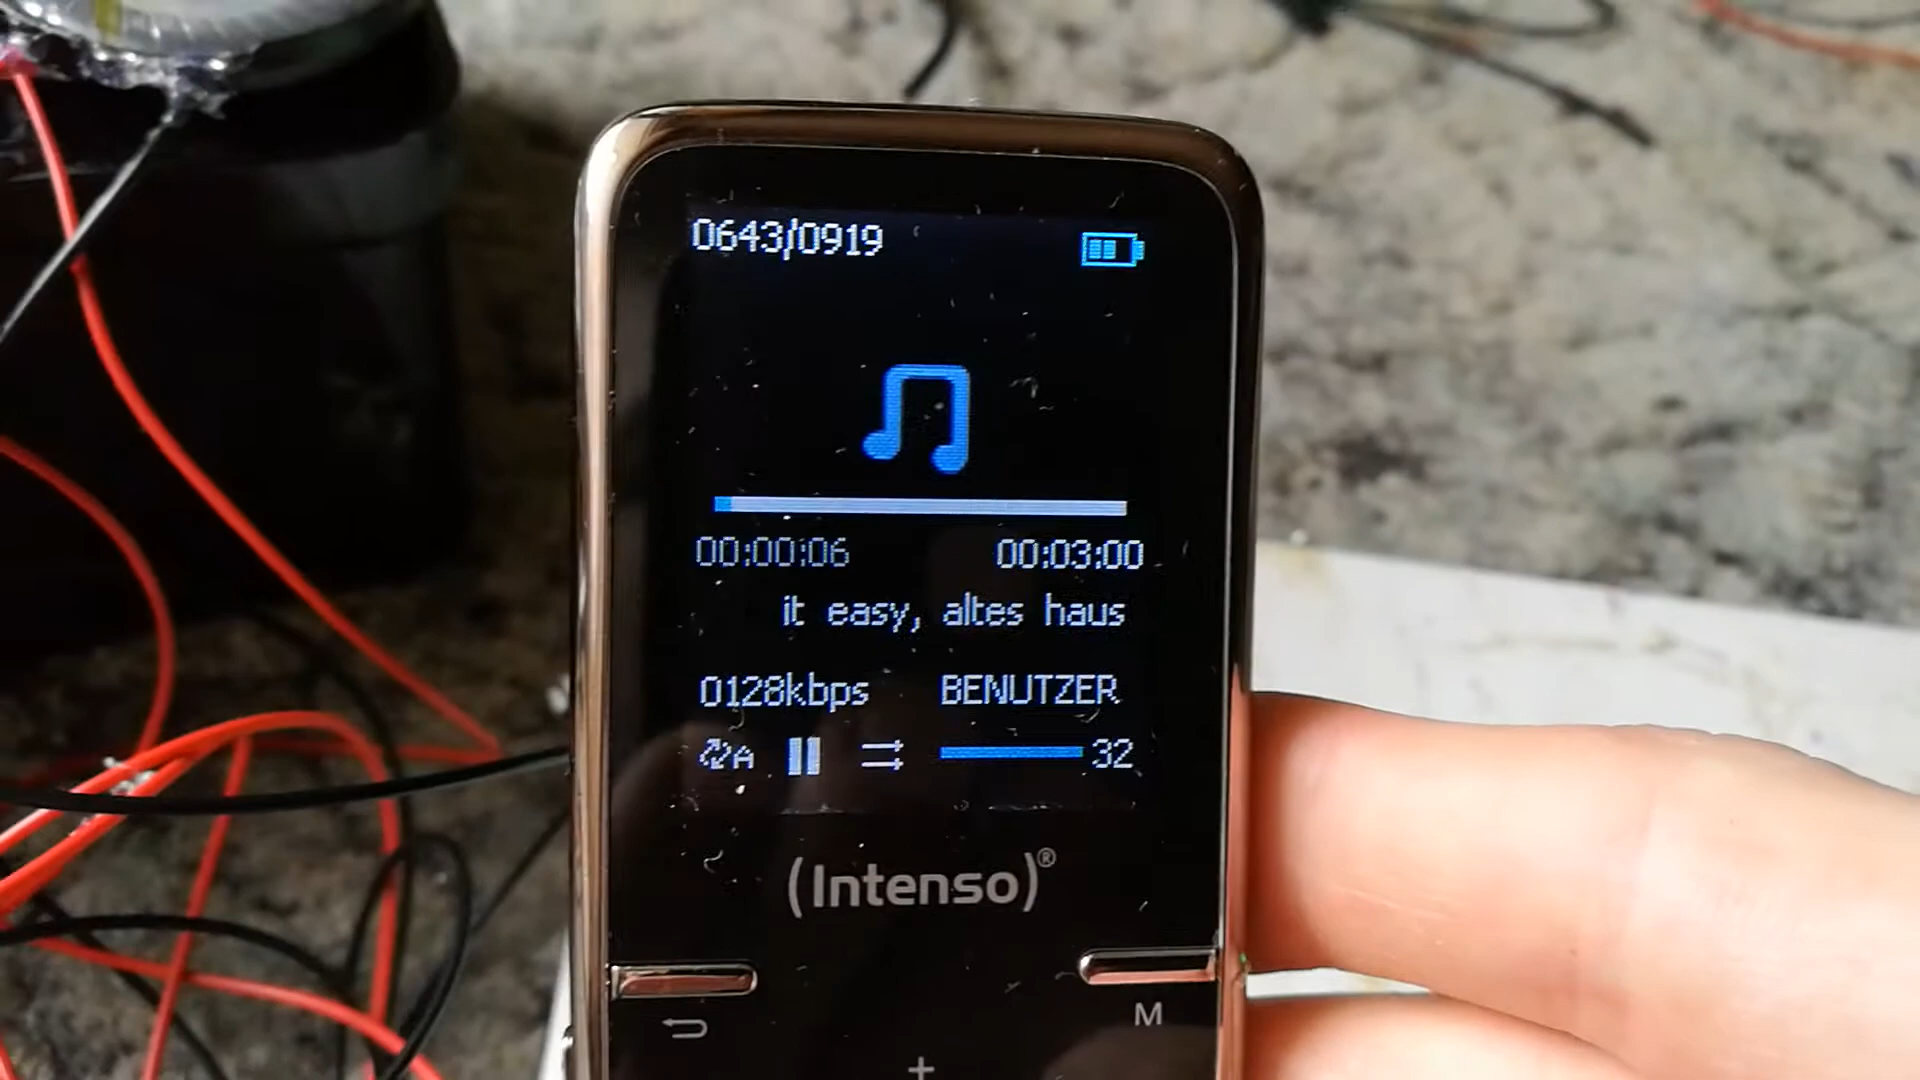 0643/0919
00:00:06 00:03:00
it easy, altes haus
0128kbps BENUTZER
A 32
(Intenso)®
M
+